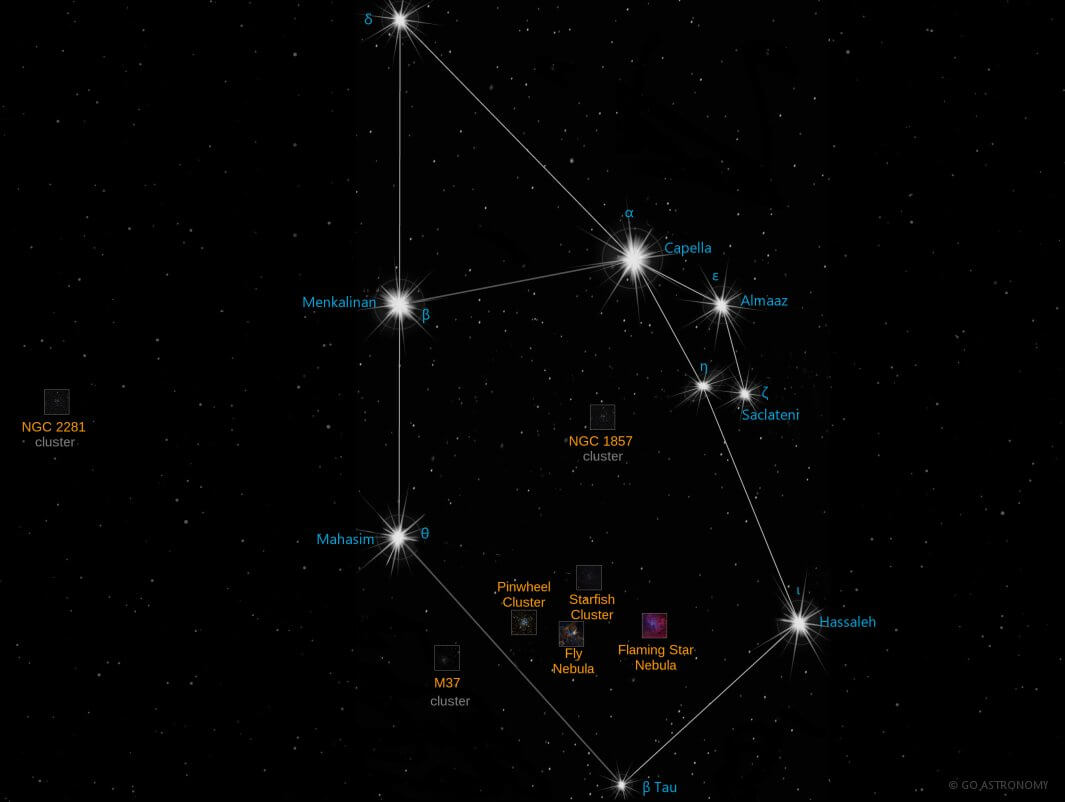 δ
α
Capella
ε
Almaaz
Menkalinan
β
η
ζ
Saclateni
NGC 2281
cluster
NGC 1857
cluster
Mahasim
θ
Pinwheel
Cluster
Starfish
Cluster
ι
Hassaleh
Fly
Nebula
Flaming Star
Nebula
M37
cluster
β Tau
© GO ASTRONOMY